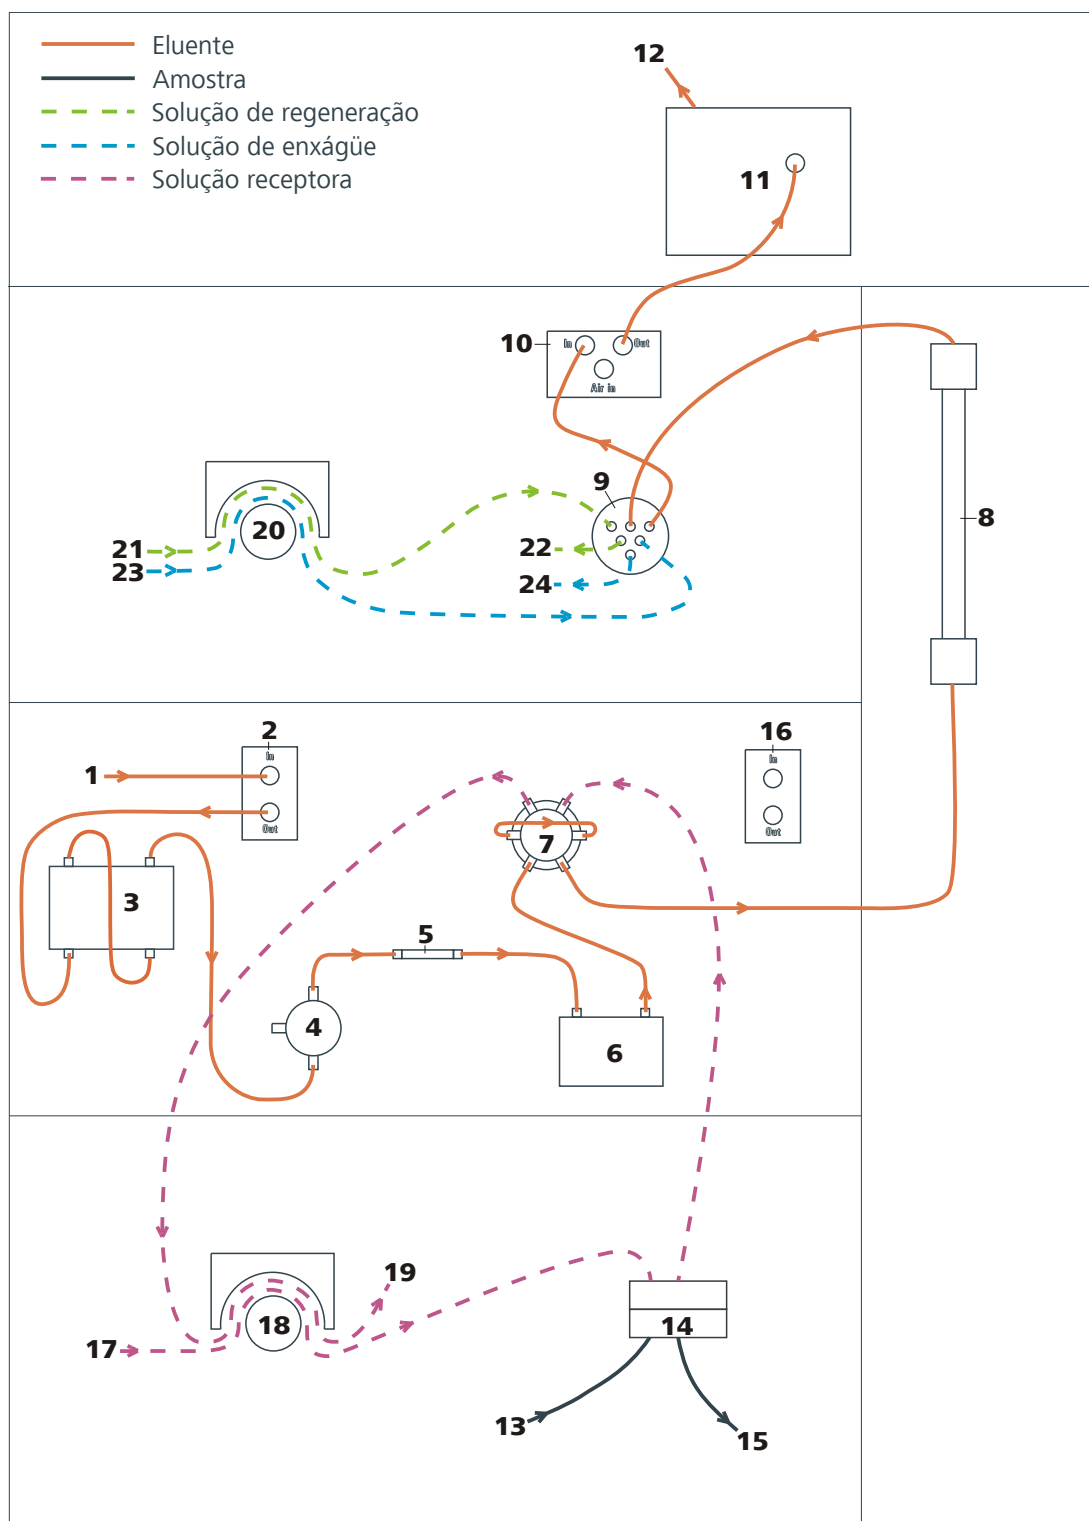 Eluente
Amostra
Solução de regeneração
Solução de enxágüe
Solução receptora
12
11
10
In
Out
Air in
9
8
20
21
22
23
24
2
In
16
In
1
Out
Out
7
3
5
4
6
19
18
14
17
13
15